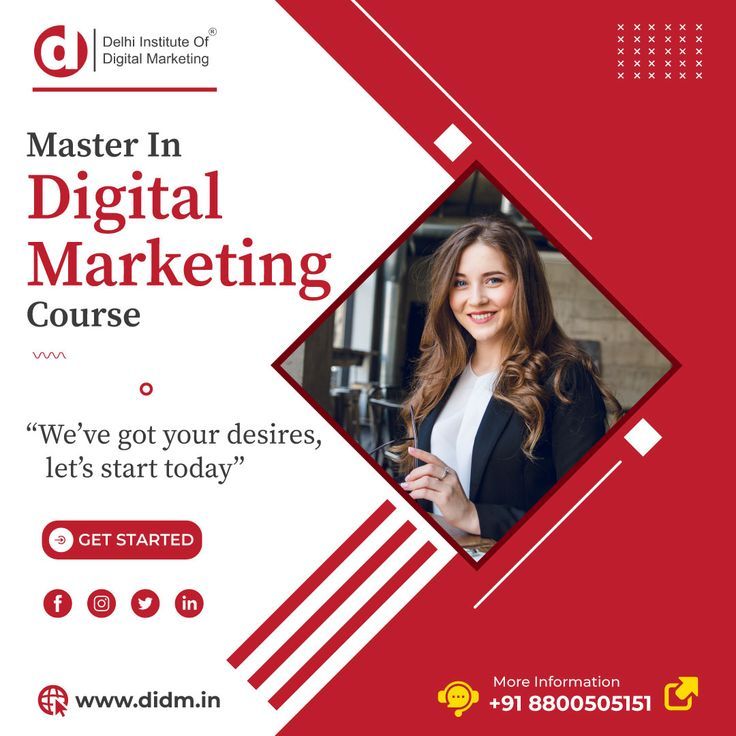 d
Delhi Institute Of ®
Digital Marketing
Master In
Digital
Marketing
Course
“We’ve got your desires,
let’s start today”
GET STARTED
www.didm.in
More Information
+91 8800505151